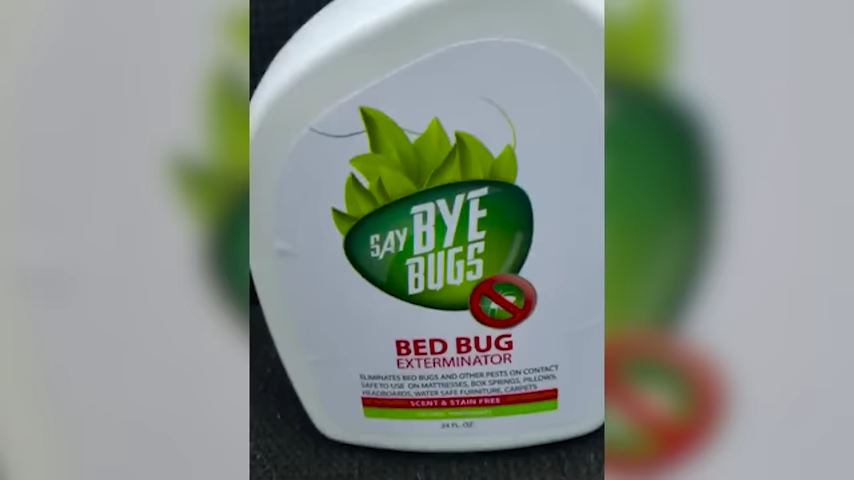 SAY BYE
BUGS
BED BUG
EXTERMINATOR
ELIMINATES BED BUGS AND OTHER PESTS ON CONTACT
SAFE TO USE ON MATTRESSES, BOX SPRINGS, PILLOWS,
HEADBOARDS, WATER SAFE FURNITURE, CARPETS
SCENT & STAIN FREE
24 FL. OZ.